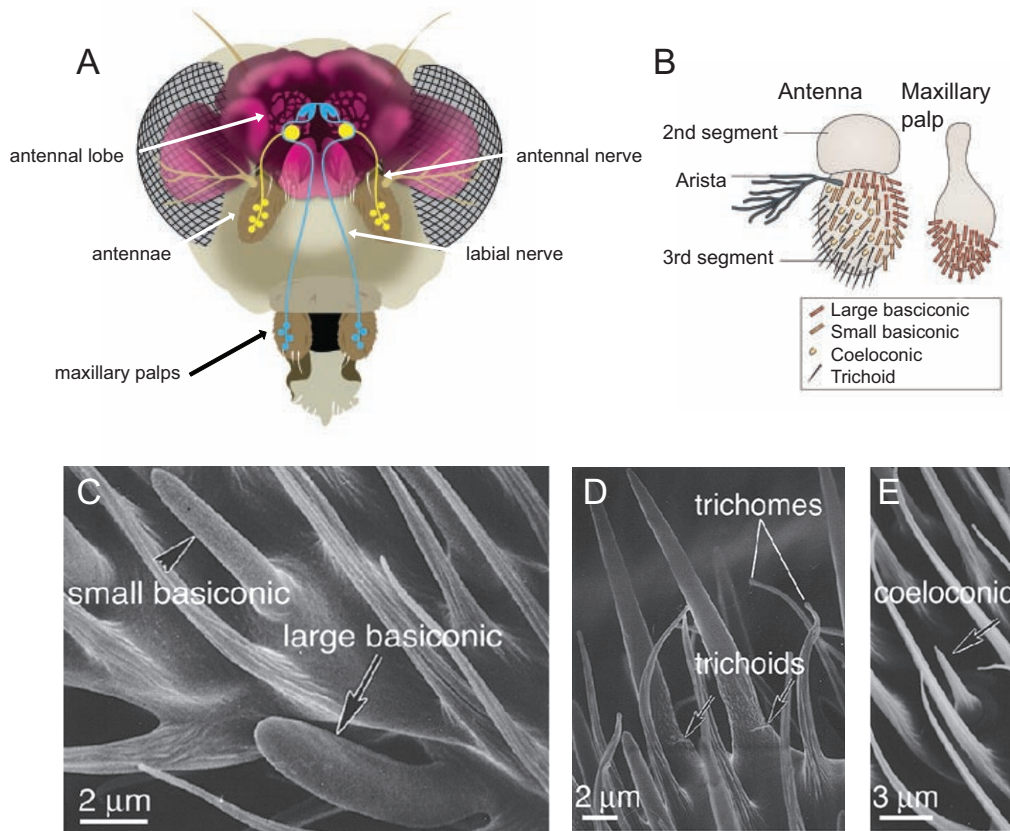 A
antennal lobe
antennae
maxillary palps
antennal nerve
labial nerve
B
Antenna
Maxillary
palp
2nd segment
Arista
3rd segment
Large basciconic
Small basiconic
Coeloconic
Trichoid
C
small basiconic
large basiconic
2 μm
D
trichomes
trichoids
2 μm
E
coeloconic
3 μm